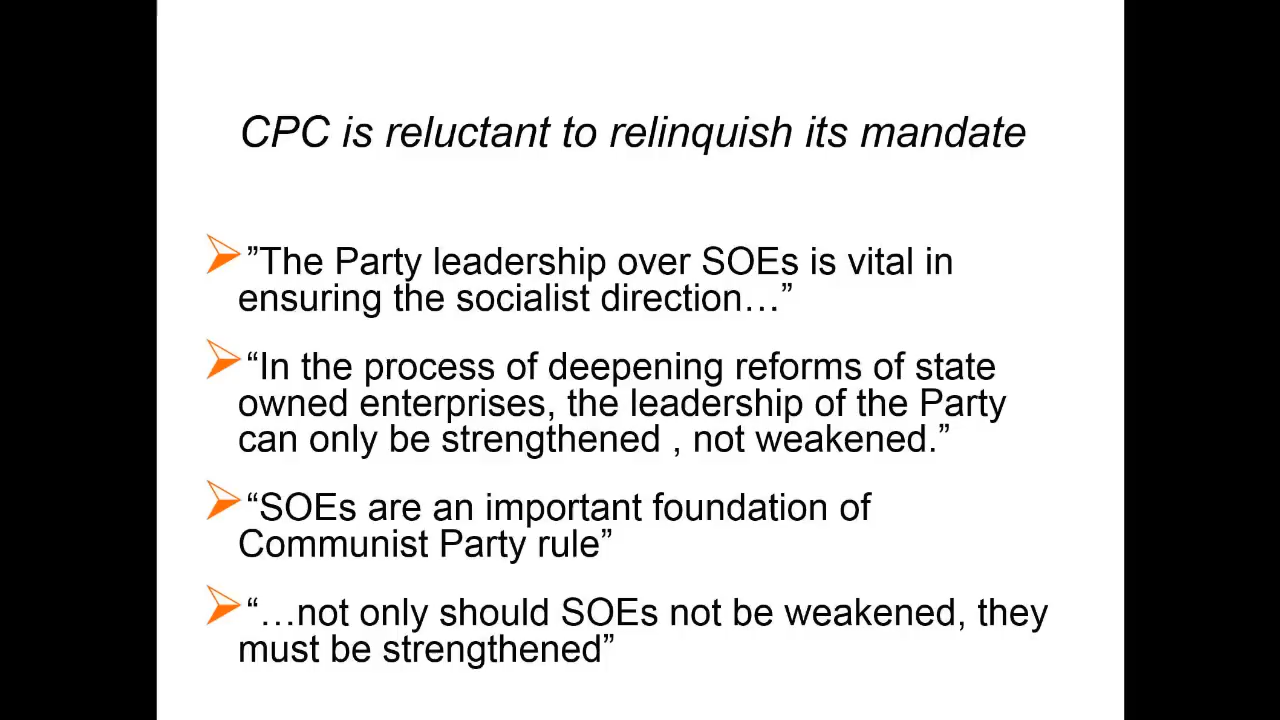 CPC is reluctant to relinquish its mandate
”The Party leadership over SOEs is vital in
ensuring the socialist direction…”
“In the process of deepening reforms of state
owned enterprises, the leadership of the Party
can only be strengthened , not weakened.”
“SOEs are an important foundation of
Communist Party rule”
“…not only should SOEs not be weakened, they
must be strengthened”